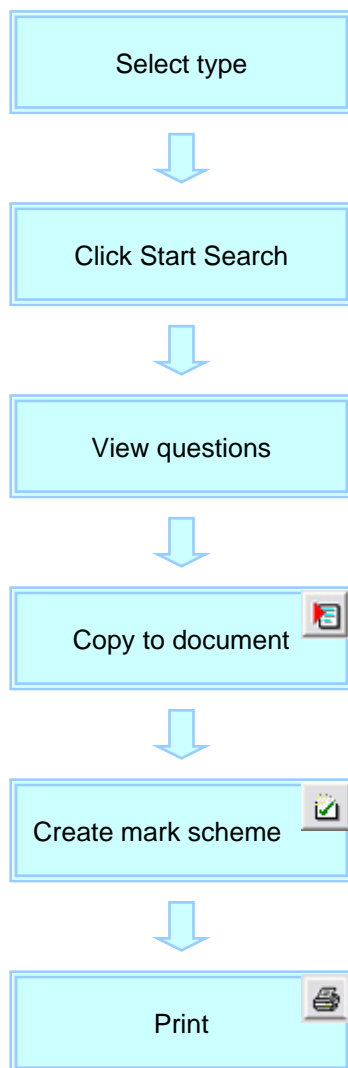 Select type
Click Start Search
View questions
Copy to document
Create mark scheme
Print